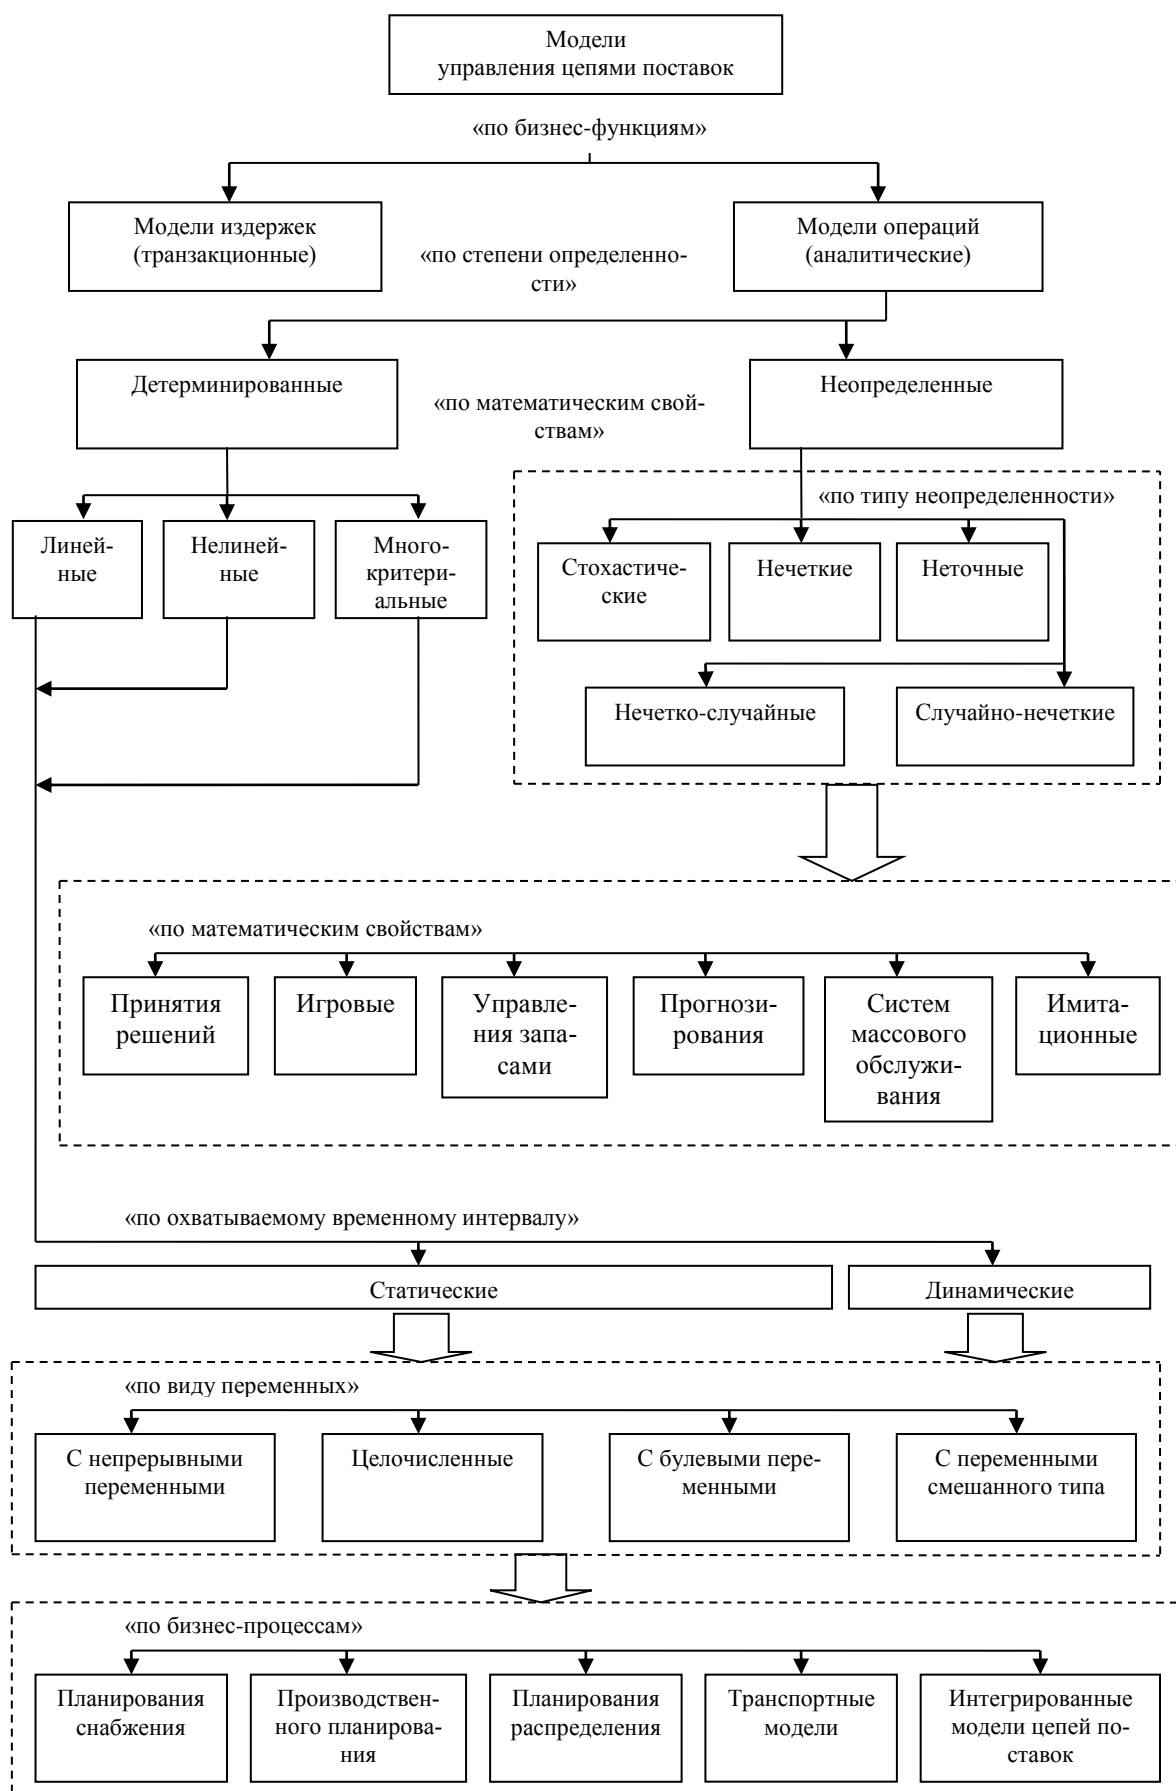 Модели
управления цепями поставок
«по бизнес-функциям»
Модели издержек
(транзакционные)
«по степени определенно-
сти»
Модели операций
(аналитические)
Детерминированные
«по математическим свой-
ствам»
Неопределенные
«по типу неопределенности»
Линей-
ные
Нелиней-
ные
Много-
критери-
альные
Стохастиче-
ские
Нечеткие
Неточные
Нечетко-случайные
Случайно-нечеткие
«по математическим свойствам»
Принятия
решений
Игровые
Управле-
ния запа-
сами
Прогнози-
рования
Систем
массового
обслужи-
вания
Имита-
ционные
«по охватываемому временному интервалу»
Статические
Динамические
«по виду переменных»
С непрерывными
переменными
Целочисленные
С булевыми пере-
менными
С переменными
смешанного типа
«по бизнес-процессам»
Планирования
снабжения
Производствен-
ного планирова-
ния
Планирования
распределения
Транспортные
модели
Интегрированные
модели цепей по-
ставок